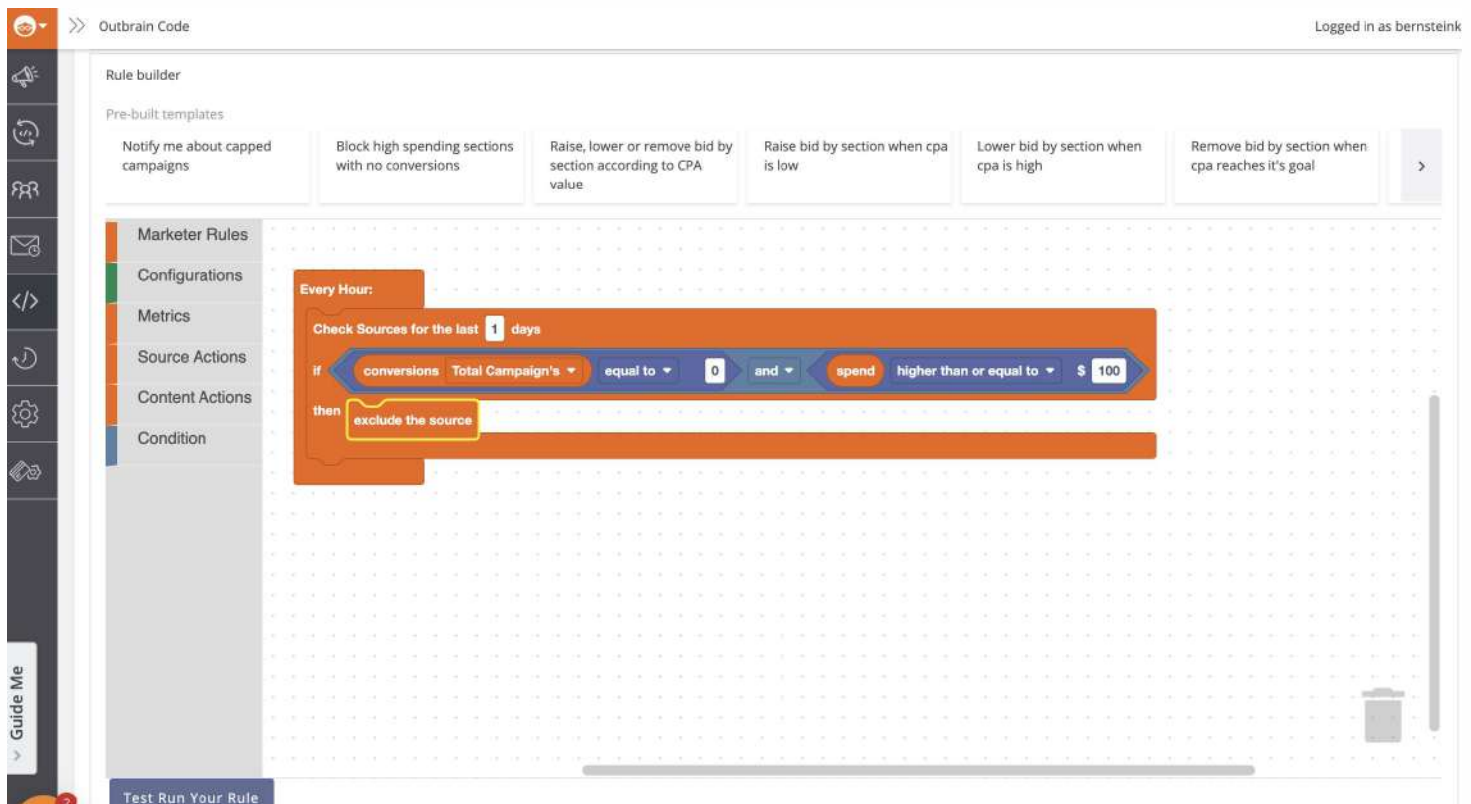 Outbrain Code
Logged in as bernsteink
Rule builder
Pre-built templates
Notify me about capped
campaigns
Block high spending sections
with no conversions
Raise, lower or remove bid by
section according to CPA
value
Raise bid by section when cpa
is low
Lower bid by section when
cpa is high
Remove bid by section when
cpa reaches it's goal
Marketer Rules
Configurations
Metrics
Source Actions
Content Actions
Condition
Every Hour:
Check Sources for the last 1 days
if conversions Total Campaign's equal to 0 and spend higher than or equal to $ 100
then exclude the source
Guide Me
Test Run Your Rule
2